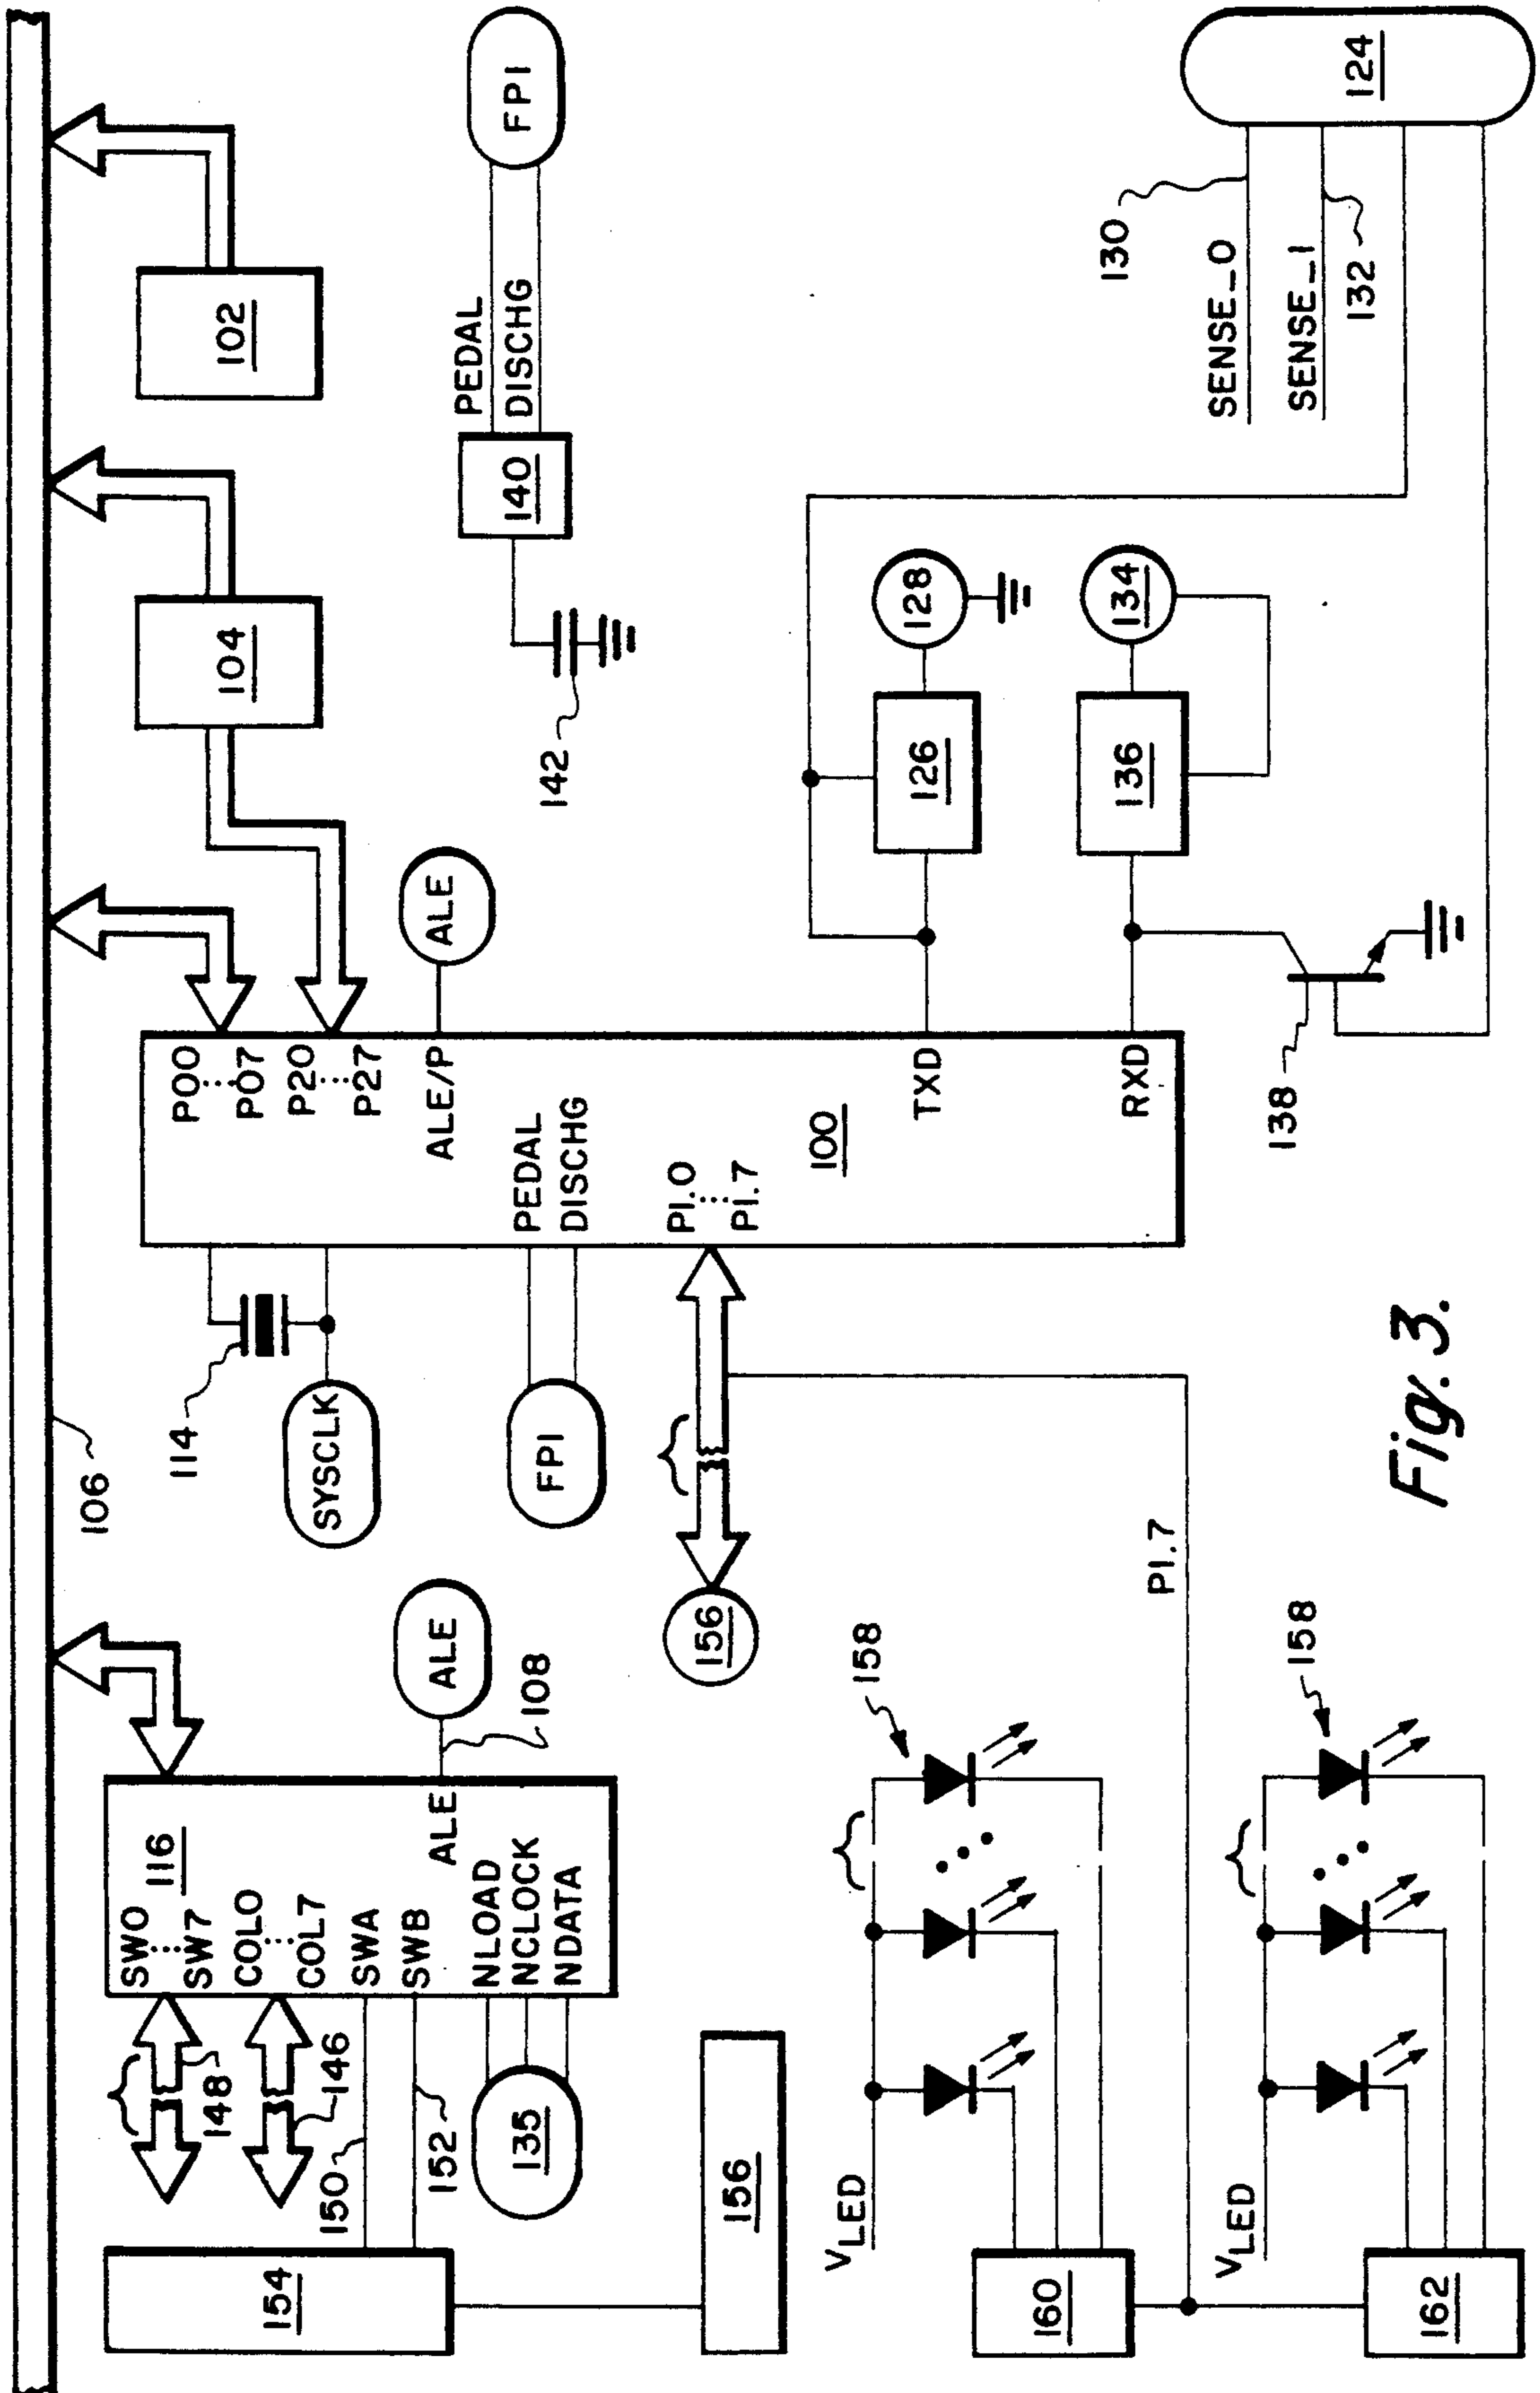 106
154
150
152
148
146
SW0
SW7
116
COL0
COL7
SWA
SWB
ALE
NLOAD
NCLOCK
NDATA
135
108
ALE
156
114
SYSCLK
FPI
156
P00
P07
P20
P27
ALE/P
PEDAL
DISCHG
P1.0
P1.7
100
TXD
RXD
ALE
104
102
142
140
PEDAL
DISCHG
FPI
126
128
136
134
138
SENSE_0
130
SENSE_1
132
124
VLED
158
160
P1.7
VLED
158
162
Fig. 3.